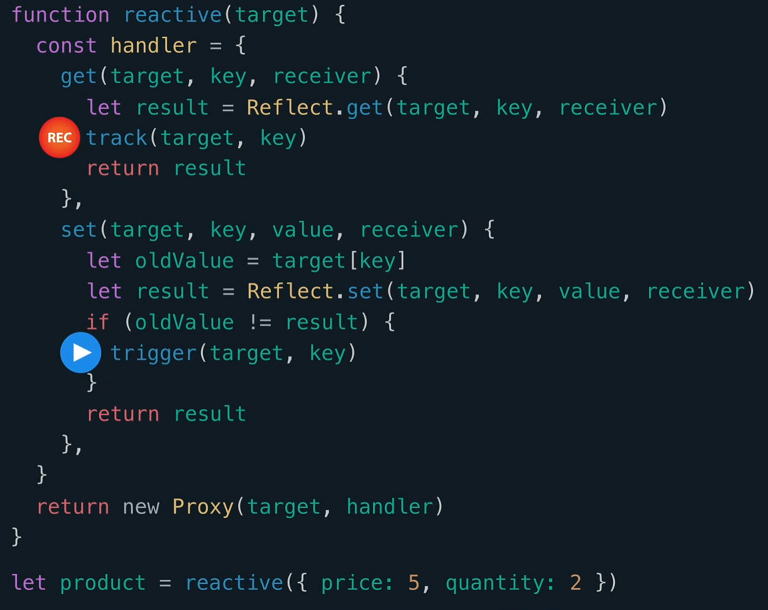 function reactive(target) {
  const handler = {
    get(target, key, receiver) {
      let result = Reflect.get(target, key, receiver)
REC   track(target, key)
      return result
    },
    set(target, key, value, receiver) {
      let oldValue = target[key]
      let result = Reflect.set(target, key, value, receiver)
      if (oldValue != result) {
        trigger(target, key)
      }
      return result
    },
  }
  return new Proxy(target, handler)
}
let product = reactive({ price: 5, quantity: 2 })